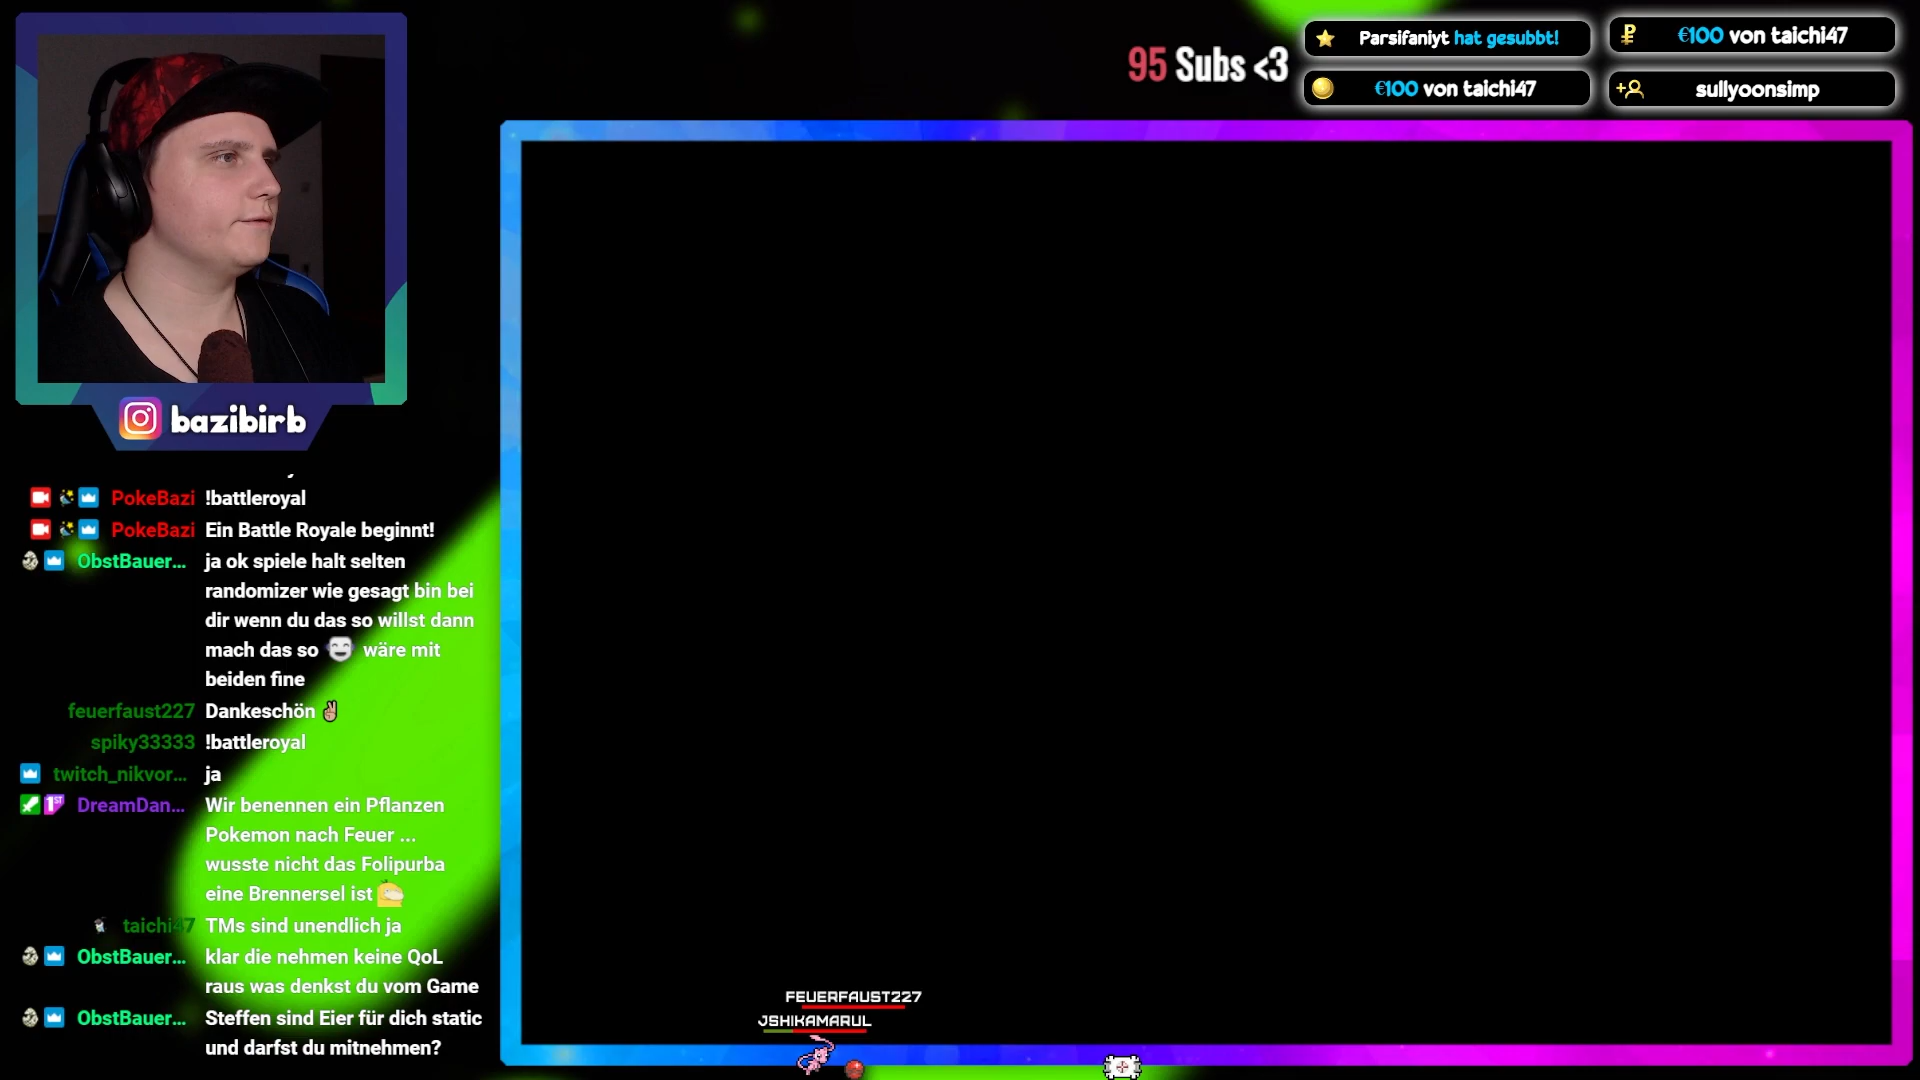 95 Subs <3
Parsifaniyt hat gesubbt!
€100 von taichi47
€100 von taichi47
sullyoonsimp
bazibirb
PokeBazi !battleroyal
PokeBazi Ein Battle Royale beginnt!
ObstBauer... ja ok spiele halt selten
randomizer wie gesagt bin bei
dir wenn du das so willst dann
mach das so wäre mit
beiden fine
feuerfaust227 Dankeschön ✌
spiky33333 !battleroyal
twitch_nikvor... ja
DreamDan... Wir benennen ein Pflanzen
Pokemon nach Feuer ...
wusste nicht das Folipurba
eine Brennersel ist
taichi47 TMs sind unendlich ja
ObstBauer... klar die nehmen keine QoL
raus was denkst du vom Game
ObstBauer... Steffen sind Eier für dich static
und darfst du mitnehmen?
FEUERFAUST227
JSHIKAMARUL